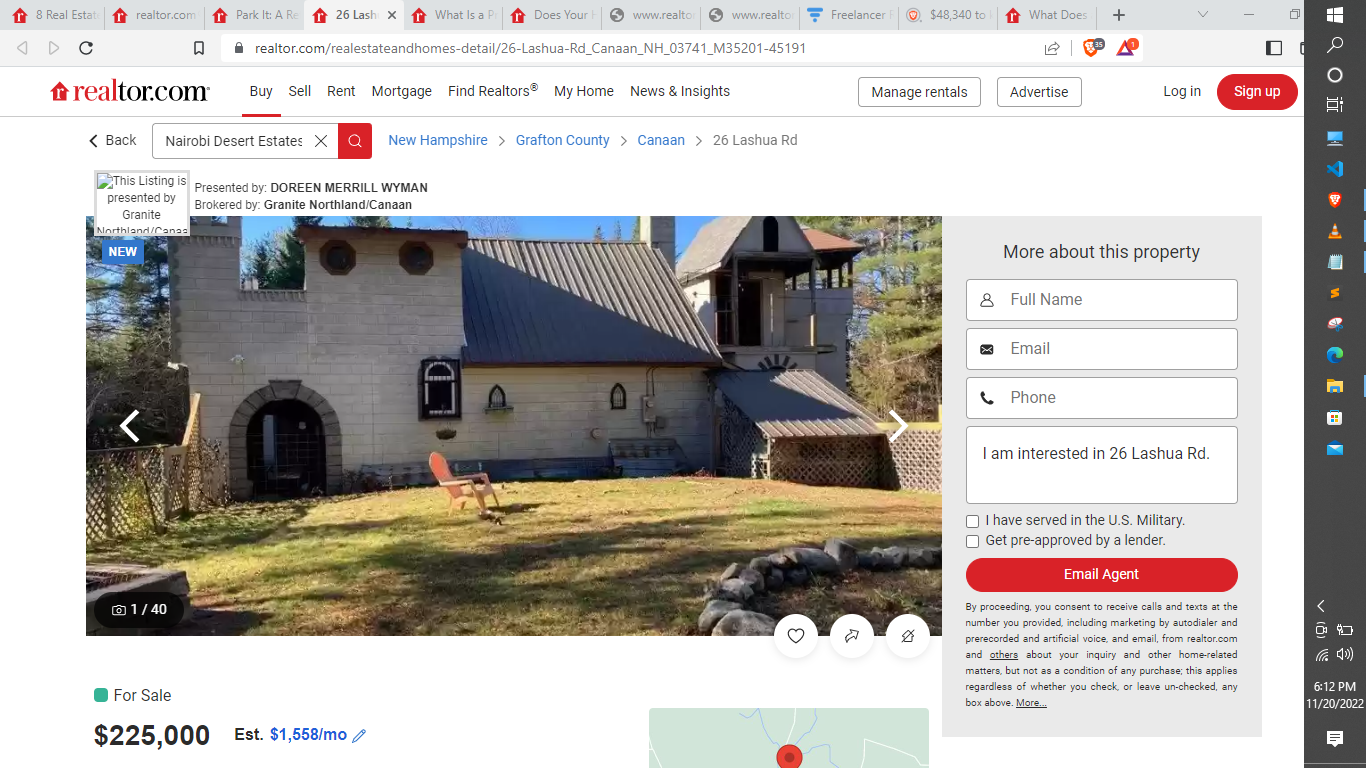 8 Real Estat
realtor.com
Park It: A Re
26 Lash
What Is a P
Does Your H
www.realtor
www.realto
Freelancer F
$48,340 to
What Does
realtor.com/realestateandhomes-detail/26-Lashua-Rd_Canaan_NH_03741_M35201-45191
35
1
realtor.com®
Buy
Sell
Rent
Mortgage
Find Realtors®
My Home
News & Insights
Manage rentals
Advertise
Log in
Sign up
Back
Nairobi Desert Estates
New Hampshire > Grafton County > Canaan > 26 Lashua Rd
This Listing is
presented by
Granite
Northland/Canaa
Presented by: DOREEN MERRILL WYMAN
Brokered by: Granite Northland/Canaan
NEW
1 / 40
More about this property
Full Name
Email
Phone
I am interested in 26 Lashua Rd.
I have served in the U.S. Military.
Get pre-approved by a lender.
Email Agent
By proceeding, you consent to receive calls and texts at the
number you provided, including marketing by autodialer and
prerecorded and artificial voice, and email, from realtor.com
and others about your inquiry and other home-related
matters, but not as a condition of any purchase; this applies
regardless of whether you check, or leave un-checked, any
box above. More...
For Sale
$225,000
Est. $1,558/mo
6:12 PM
11/20/2022